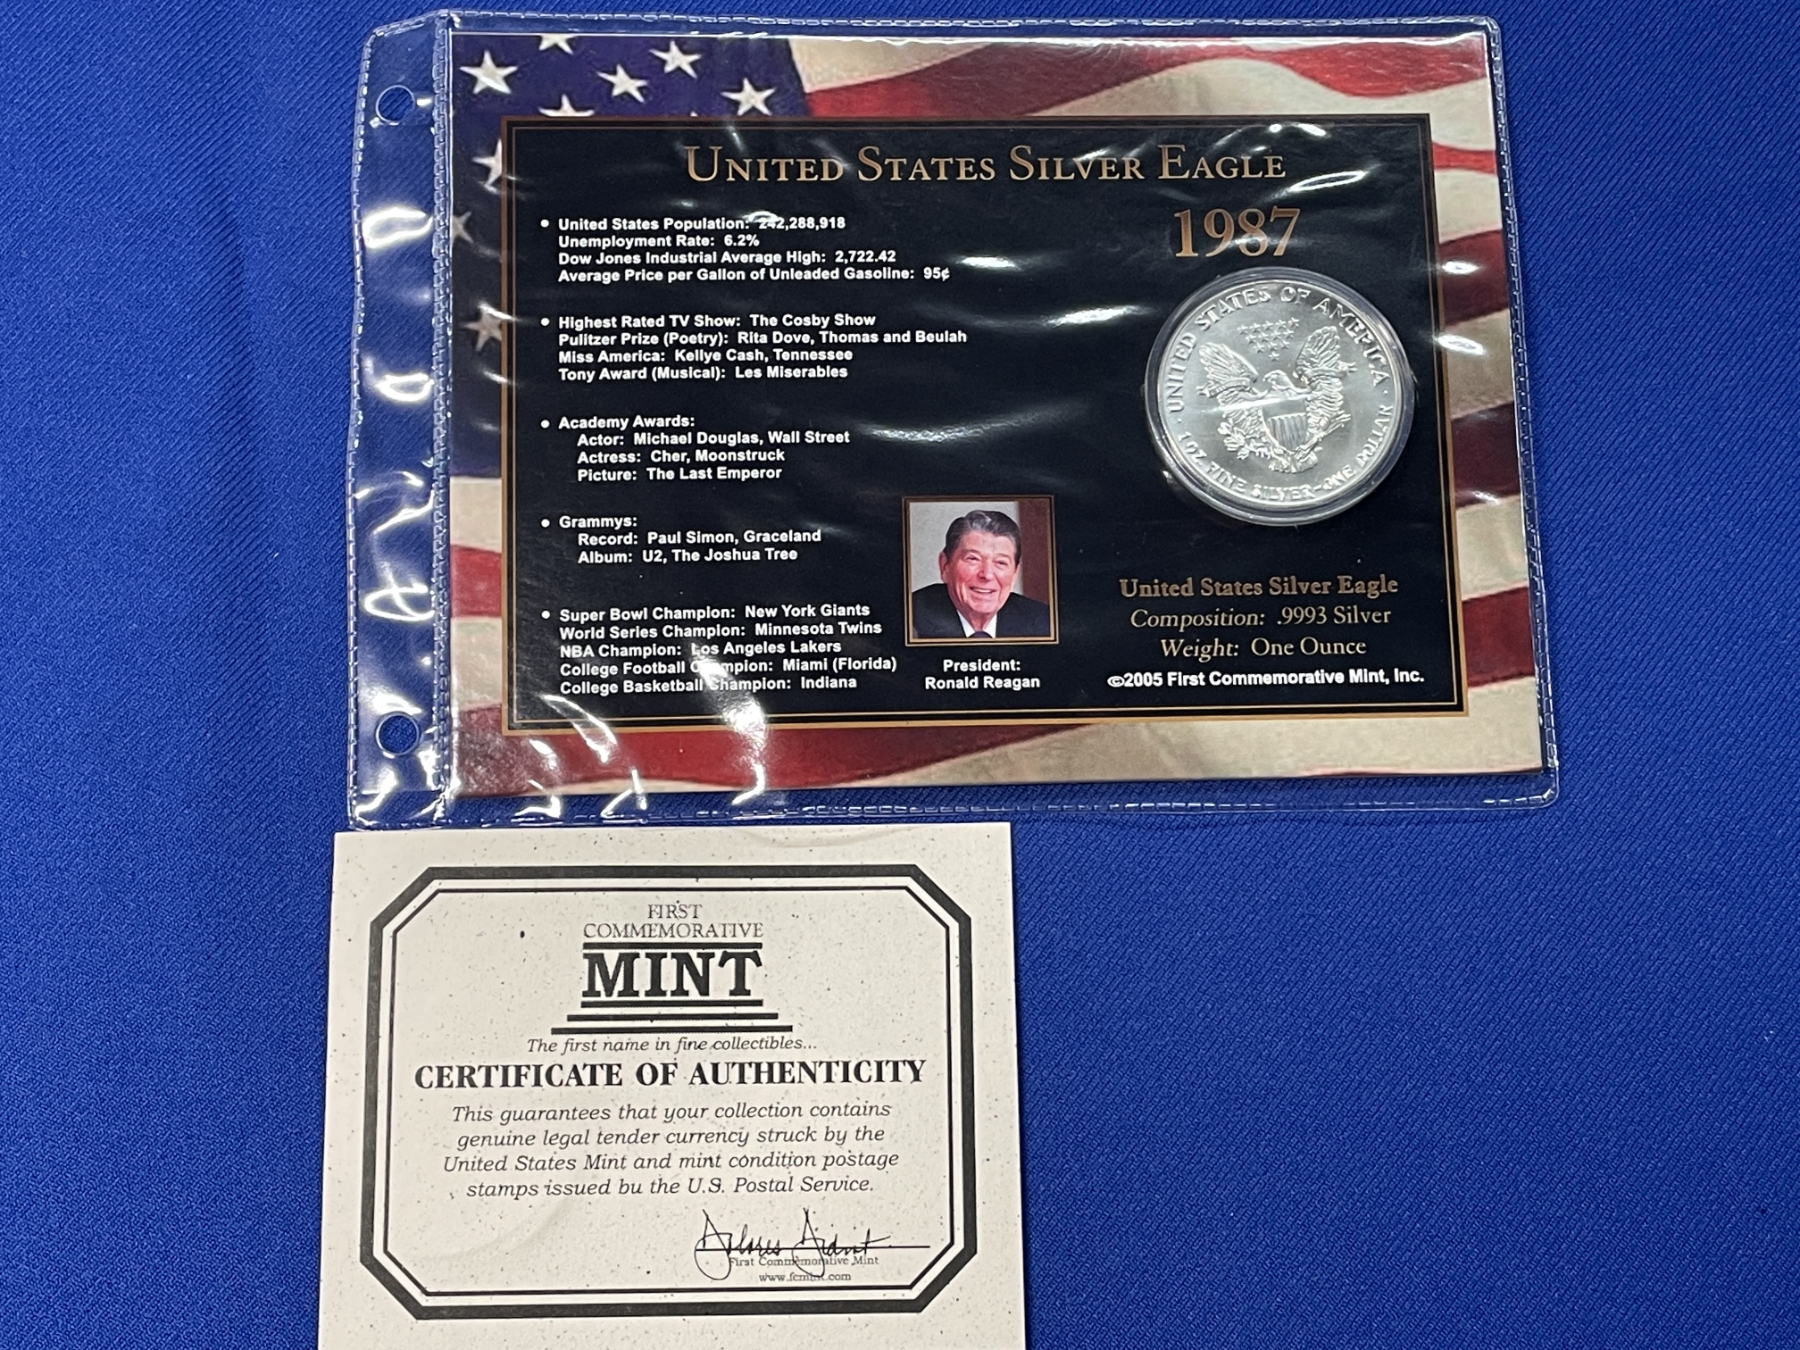 UNITED STATES SILVER EAGLE
1987
• United States Population: 242,288,918
Unemployment Rate: 6.2%
Dow Jones Industrial Average High: 2,722.42
Average Price per Gallon of Unleaded Gasoline: 95¢
• Highest Rated TV Show: The Cosby Show
Pulitzer Prize (Poetry): Rita Dove, Thomas and Beulah
Miss America: Kellye Cash, Tennessee
Tony Award (Musical): Les Miserables
• Academy Awards:
Actor: Michael Douglas, Wall Street
Actress: Cher, Moonstruck
Picture: The Last Emperor
• Grammys:
Record: Paul Simon, Graceland
Album: U2, The Joshua Tree
• Super Bowl Champion: New York Giants
World Series Champion: Minnesota Twins
NBA Champion: Los Angeles Lakers
College Football Champion: Miami (Florida)
College Basketball Champion: Indiana
President:
Ronald Reagan
UNITED STATES OF AMERICA
1 OZ. FINE SILVER~ONE DOLLAR
United States Silver Eagle
Composition: .9993 Silver
Weight: One Ounce
©2005 First Commemorative Mint, Inc.
FIRST
COMMEMORATIVE
MINT
The first name in fine collectibles...
CERTIFICATE OF AUTHENTICITY
This guarantees that your collection contains
genuine legal tender currency struck by the
United States Mint and mint condition postage
stamps issued by the U.S. Postal Service.
First Commemorative Mint
www.fcmint.com